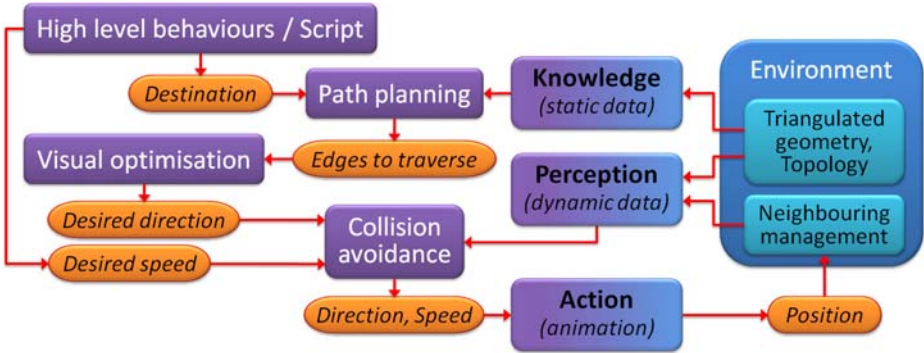 High level behaviours / Script
Destination
Path planning
Knowledge
(static data)
Environment
Triangulated
geometry,
Topology
Visual optimisation
Edges to traverse
Perception
(dynamic data)
Desired direction
Collision
avoidance
Neighbouring
management
Desired speed
Direction, Speed
Action
(animation)
Position